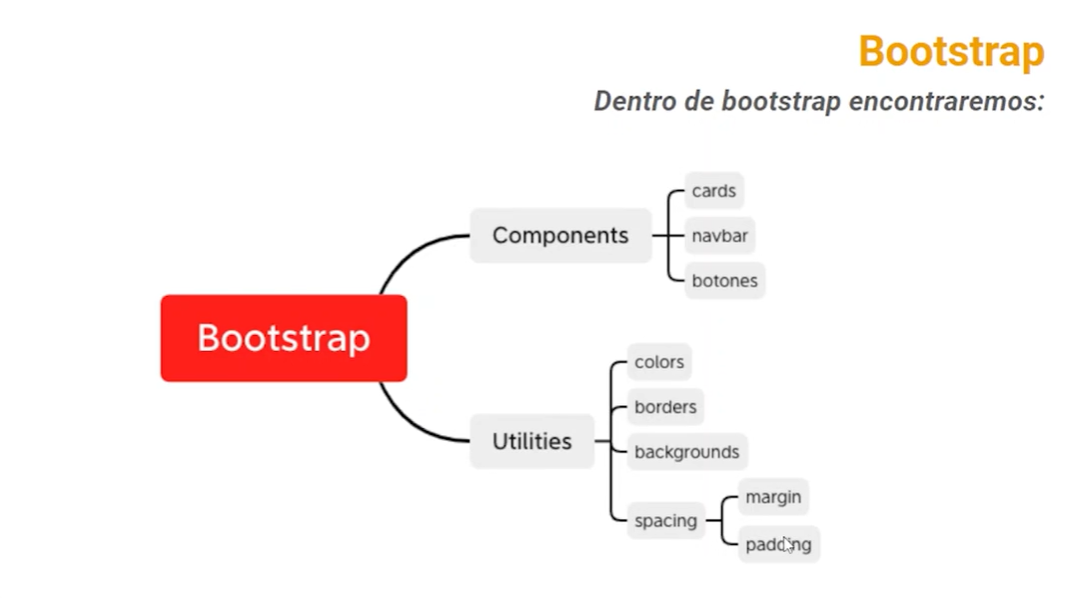 Bootstrap
Dentro de bootstrap encontraremos:
Bootstrap
Components
cards
navbar
botones
Utilities
colors
borders
backgrounds
spacing
margin
padding